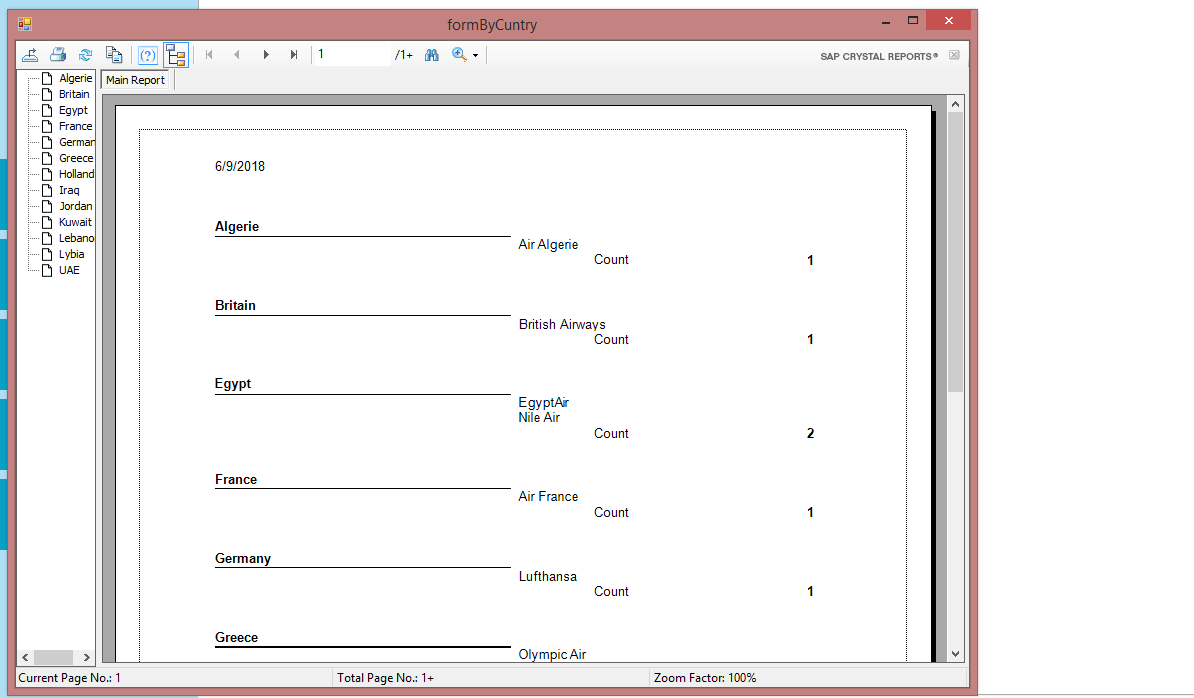 formByCuntry
1 /1+
SAP CRYSTAL REPORTS®
Algerie
Britain
Egypt
France
German
Greece
Holland
Iraq
Jordan
Kuwait
Lebano
Lybia
UAE
Main Report
6/9/2018
Algerie
Air Algerie
Count 1
Britain
British Airways
Count 1
Egypt
EgyptAir
Nile Air
Count 2
France
Air France
Count 1
Germany
Lufthansa
Count 1
Greece
Olympic Air
Current Page No.: 1 Total Page No.: 1+ Zoom Factor: 100%